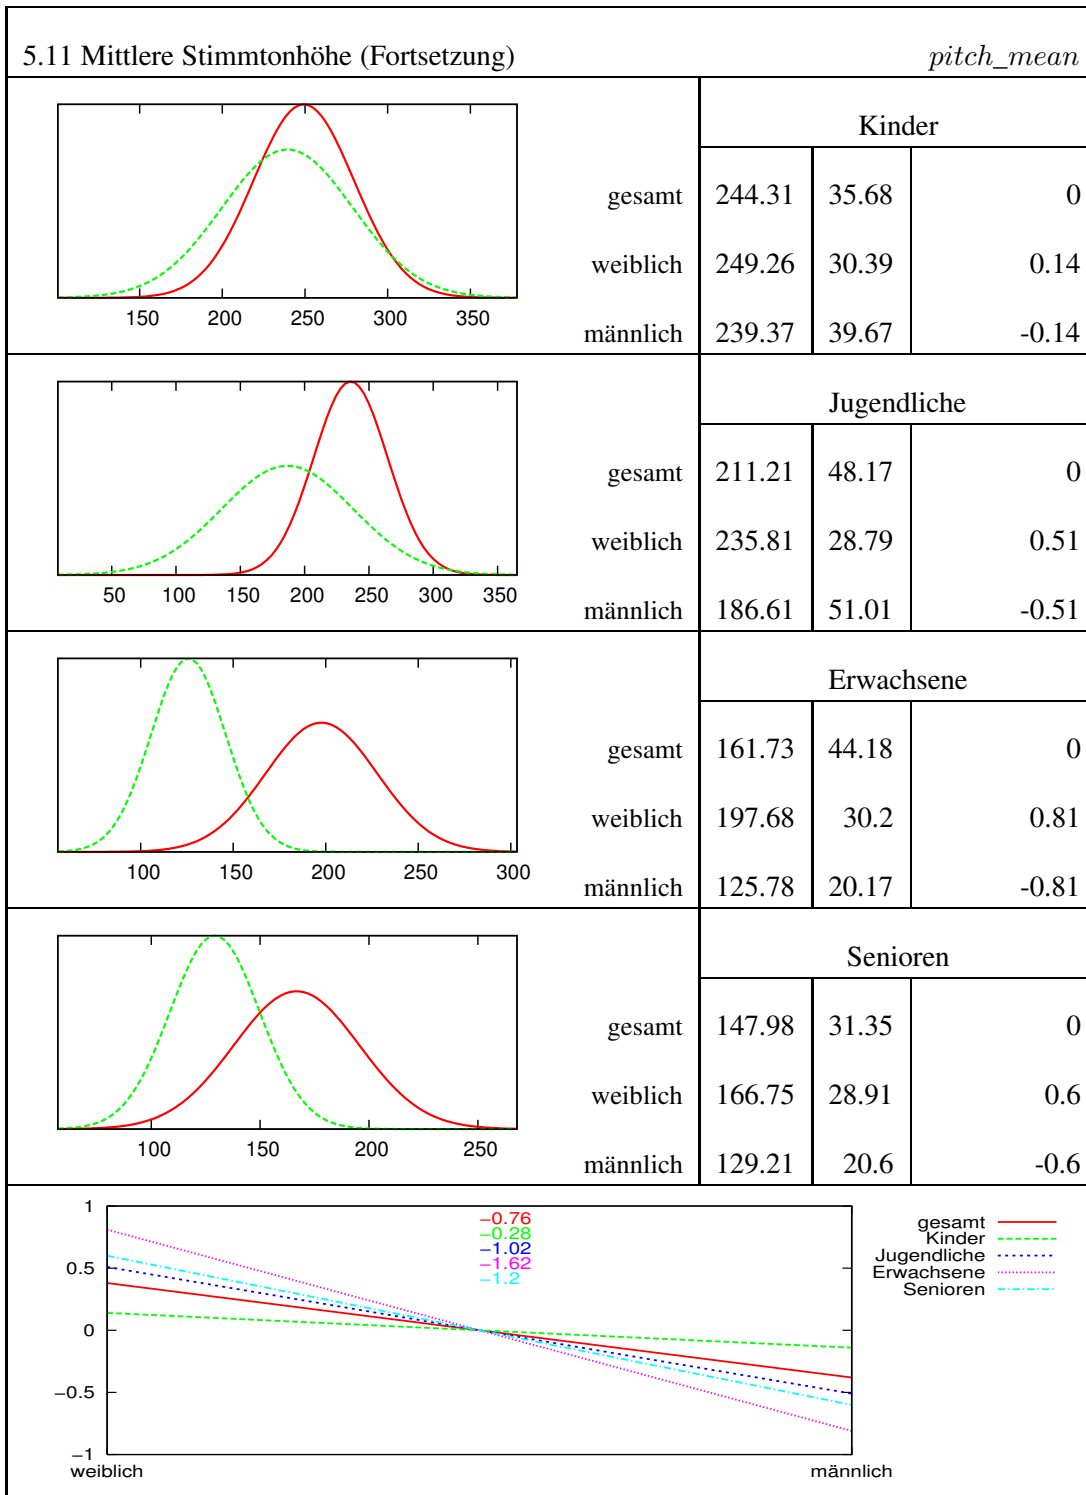 5.11 Mittlere Stimmtonhöhe (Fortsetzung) pitch_mean
Kinder
gesamt 244.31 35.68 0
weiblich 249.26 30.39 0.14
männlich 239.37 39.67 -0.14
150 200 250 300 350
Jugendliche
gesamt 211.21 48.17 0
weiblich 235.81 28.79 0.51
männlich 186.61 51.01 -0.51
50 100 150 200 250 300 350
Erwachsene
gesamt 161.73 44.18 0
weiblich 197.68 30.2 0.81
männlich 125.78 20.17 -0.81
100 150 200 250 300
Senioren
gesamt 147.98 31.35 0
weiblich 166.75 28.91 0.6
männlich 129.21 20.6 -0.6
100 150 200 250
1
0.5
0
−0.5
−1
weiblich männlich
−0.76
−0.28
−1.02
−1.62
−1.2
gesamt
Kinder
Jugendliche
Erwachsene
Senioren